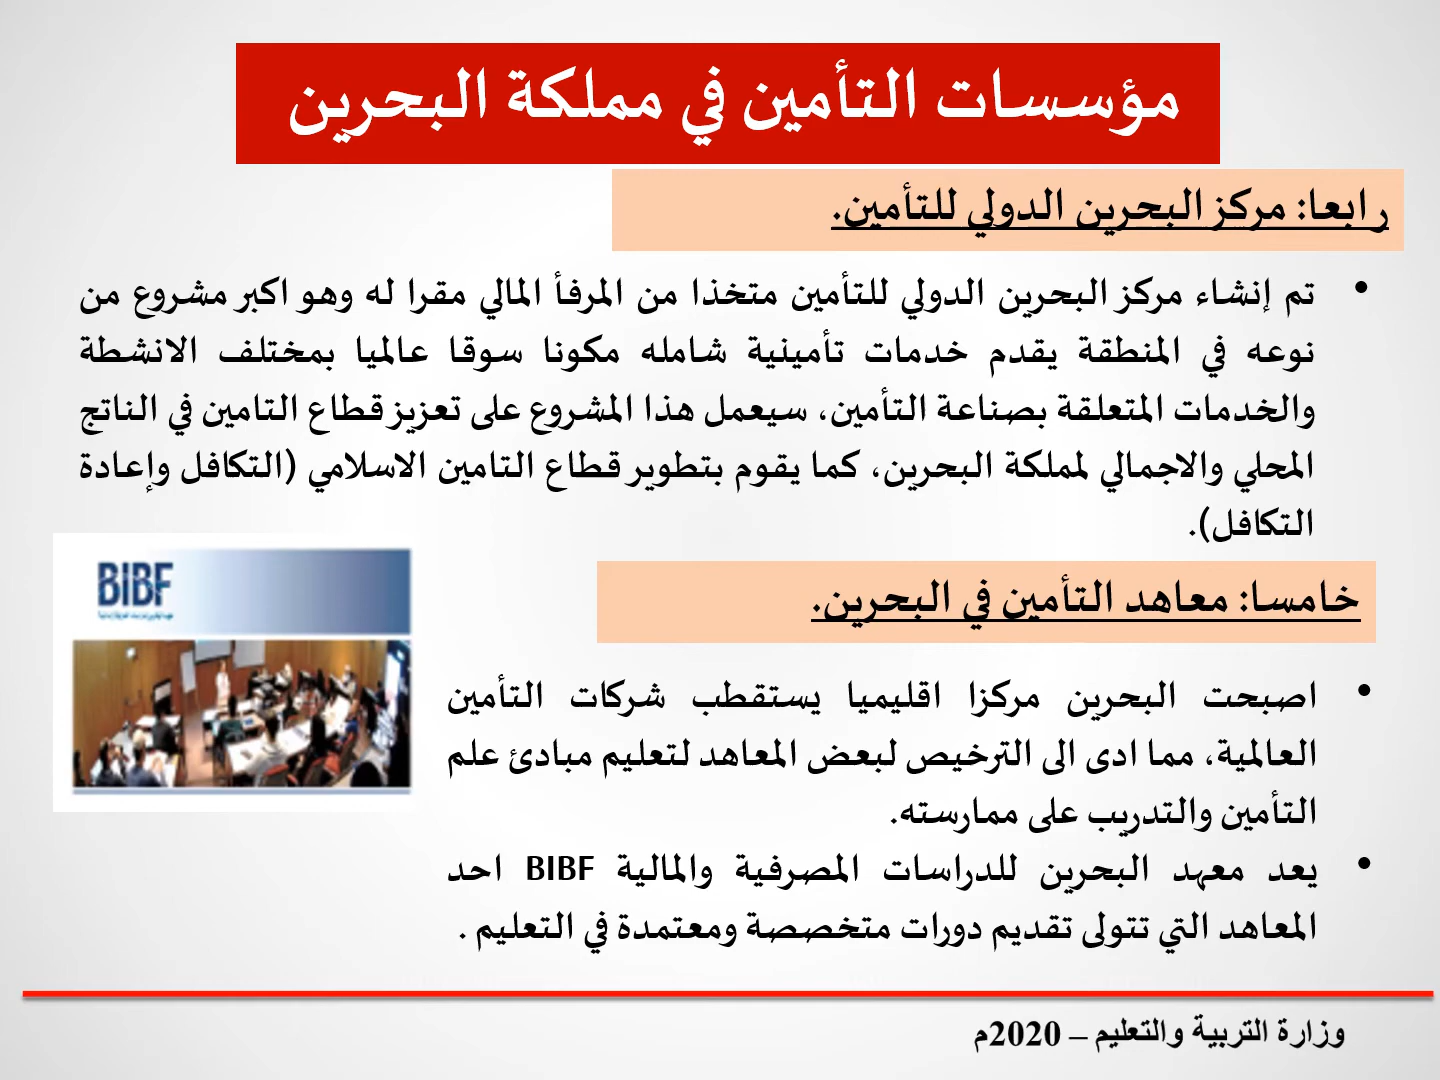 مؤسسات التأمين في مملكة البحرين
رابعا: مركز البحرين الدولي للتأمين.
• تم إنشاء مركز البحرين الدولي للتأمين متخذا من المرفأ المالي مقرا له وهو اكبر مشروع من
نوعه في المنطقة يقدم خدمات تأمينية شامله مكونا سوقا عالميا بمختلف الانشطة
والخدمات المتعلقة بصناعة التأمين، سيعمل هذا المشروع على تعزيز قطاع التامين في الناتج
المحلي والاجمالي لمملكة البحرين، كما يقوم بتطوير قطاع التامين الاسلامي (التكافل وإعادة
التكافل).
BIBF
خامسا: معاهد التأمين في البحرين.
• اصبحت البحرين مركزا اقليميا يستقطب شركات التأمين
العالمية، مما ادى الى الترخيص لبعض المعاهد لتعليم مبادئ علم
التأمين والتدريب على ممارسته.
• يعد معهد البحرين للدراسات المصرفية والمالية BIBF احد
المعاهد التي تتولى تقديم دورات متخصصة ومعتمدة في التعليم .
وزارة التربية والتعليم – 2020م